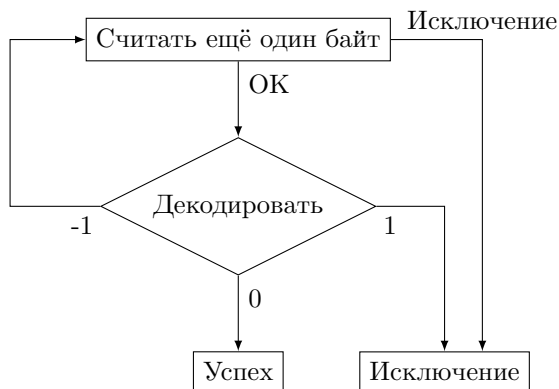 Исключение
Считать ещё один байт
OK
Декодировать
-1
1
0
Успех
Исключение